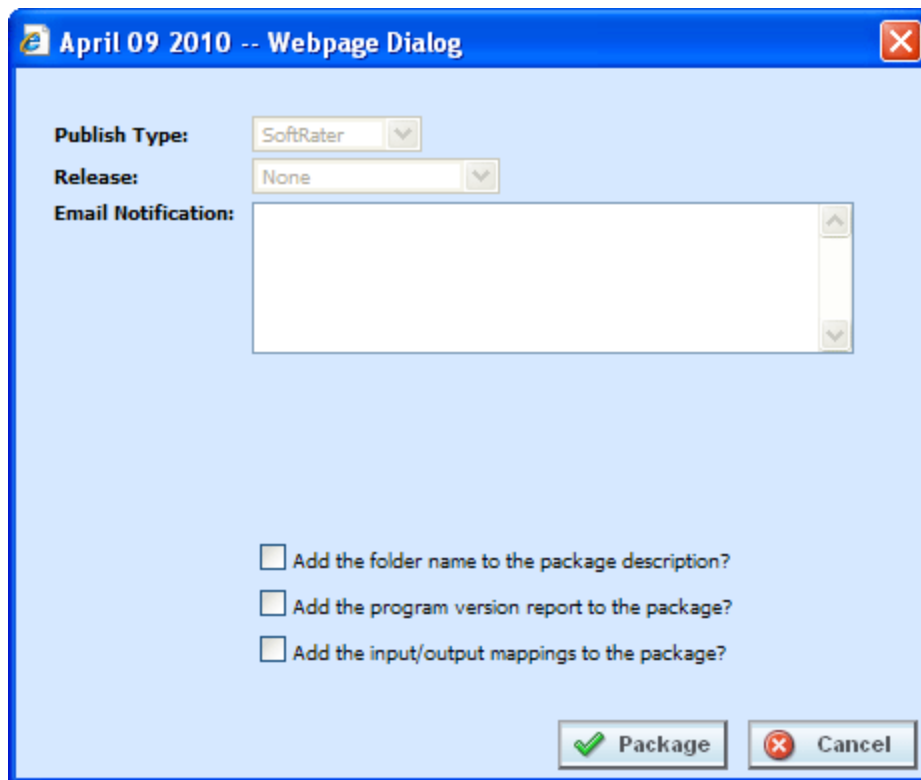 April 09 2010 -- Webpage Dialog
Publish Type: SoftRater
Release: None
Email Notification:
Add the folder name to the package description?
Add the program version report to the package?
Add the input/output mappings to the package?
Package Cancel